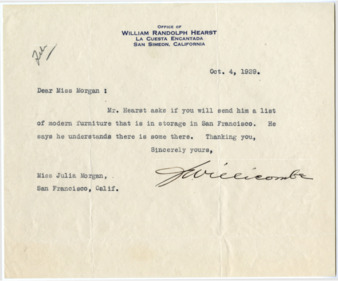 OFFICE OF
WILLIAM RANDOLPH HEARST
LA CUESTA ENCANTADA
SAN SIMEON, CALIFORNIA
Oct. 4, 1939.
Dear Miss Morgan :
Mr. Hearst asks if you will send him a list
of modern furniture that is in storage in San Francisco. He
says he understands there is some there. Thanking you,
Sincerely yours,
JWillicombe
Miss Julia Morgan,
San Francisco, Calif.